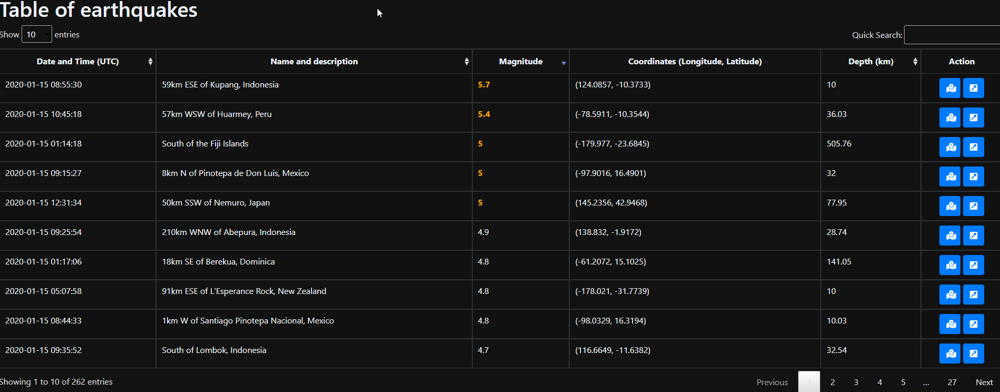 Table of earthquakes
Show 10 entries Quick Search:
Date and Time (UTC) Name and description Magnitude Coordinates (Longitude, Latitude) Depth (km) Action
2020-01-15 08:55:30 59km ESE of Kupang, Indonesia 5.7 (124.0857, -10.3733) 10
2020-01-15 10:45:18 57km WSW of Huarmey, Peru 5.4 (-78.5911, -10.3544) 36.03
2020-01-15 01:14:18 South of the Fiji Islands 5 (-179.977, -23.6845) 505.76
2020-01-15 09:15:27 8km N of Pinotepa de Don Luis, Mexico 5 (-97.9016, 16.4901) 32
2020-01-15 12:31:34 50km SSW of Nemuro, Japan 5 (145.2356, 42.9468) 77.95
2020-01-15 09:25:54 210km WNW of Abepura, Indonesia 4.9 (138.832, -1.9172) 28.74
2020-01-15 01:17:06 18km SE of Berekua, Dominica 4.8 (-61.2072, 15.1025) 141.05
2020-01-15 05:07:58 91km ESE of L'Esperance Rock, New Zealand 4.8 (-178.021, -31.7739) 10
2020-01-15 08:44:33 1km W of Santiago Pinotepa Nacional, Mexico 4.8 (-98.0329, 16.3194) 10.03
2020-01-15 09:35:52 South of Lombok, Indonesia 4.7 (116.6649, -11.6382) 32.54
Showing 1 to 10 of 262 entries Previous 1 2 3 4 5 ... 27 Next